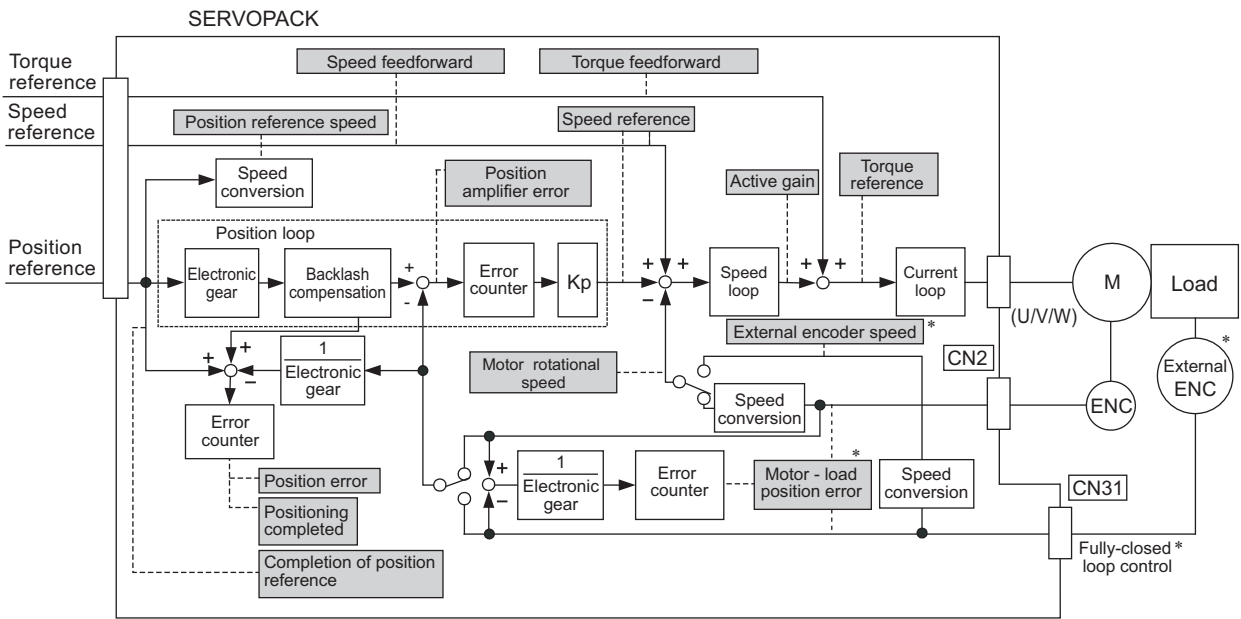 SERVOPACK
Torque
reference
Speed
reference
Position
reference
Speed feedforward
Torque feedforward
Position reference speed
Speed reference
Speed
conversion
Position
amplifier error
Active gain
Torque
reference
Position loop
Electronic
gear
Backlash
compensation
+
-
Error
counter
Kp
+
+
−
Speed
loop
+
+
Current
loop
(U/V/W)
M
Load
External encoder speed *
CN2
*
External
ENC
ENC
+
+
−
1
Electronic
gear
Motor rotational
speed
Speed
conversion
Error
counter
Position error
Positioning
completed
Completion of position
reference
+
−
1
Electronic
gear
Error
counter
*
Motor - load
position error
Speed
conversion
CN31
Fully-closed *
loop control